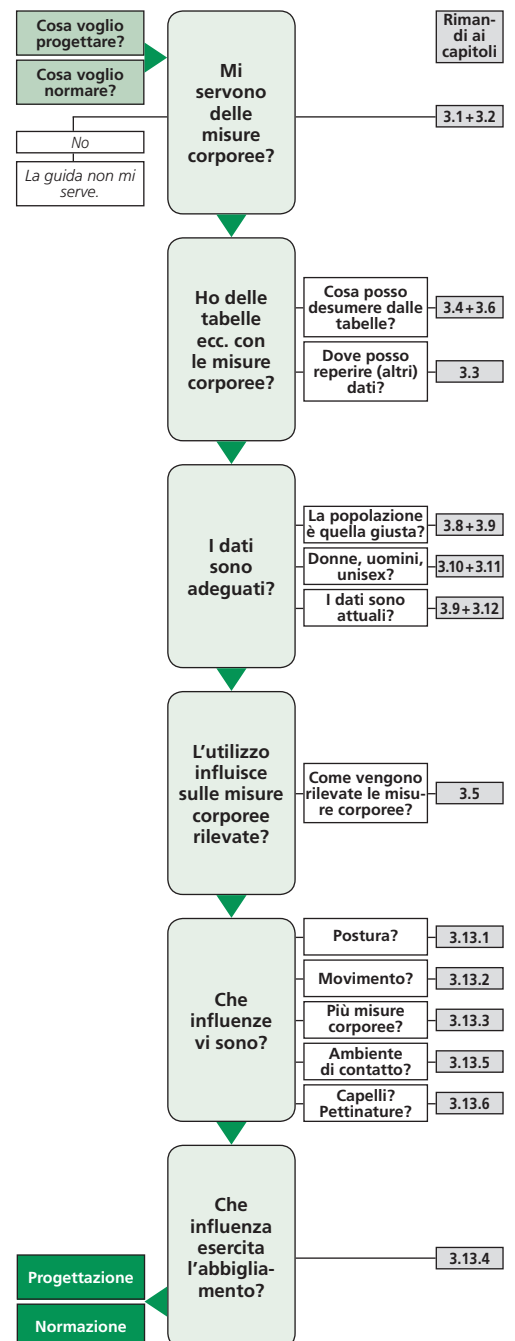 Cosa voglio
progettare?
Cosa voglio
normare?
Riman-
di ai
capitoli
Mi
servono
delle
misure
corporee?
3.1+3.2
No
La guida non mi
serve.
Ho delle
tabelle
ecc. con
le misure
corporee?
Cosa posso
desumere dalle
tabelle?
3.4+3.6
Dove posso
reperire (altri)
dati?
3.3
I dati
sono
adeguati?
La popolazione
è quella giusta?
3.8+3.9
Donne, uomini,
unisex?
3.10+3.11
I dati sono
attuali?
3.9+3.12
L'utilizzo
influisce
sulle misure
corporee
rilevate?
Come vengono
rilevate le misu-
re corporee?
3.5
Che
influenze
vi sono?
Postura?
3.13.1
Movimento?
3.13.2
Più misure
corporee?
3.13.3
Ambiente
di contatto?
3.13.5
Capelli?
Pettinature?
3.13.6
Che
influenza
esercita
l'abbiglia-
mento?
3.13.4
Progettazione
Normazione